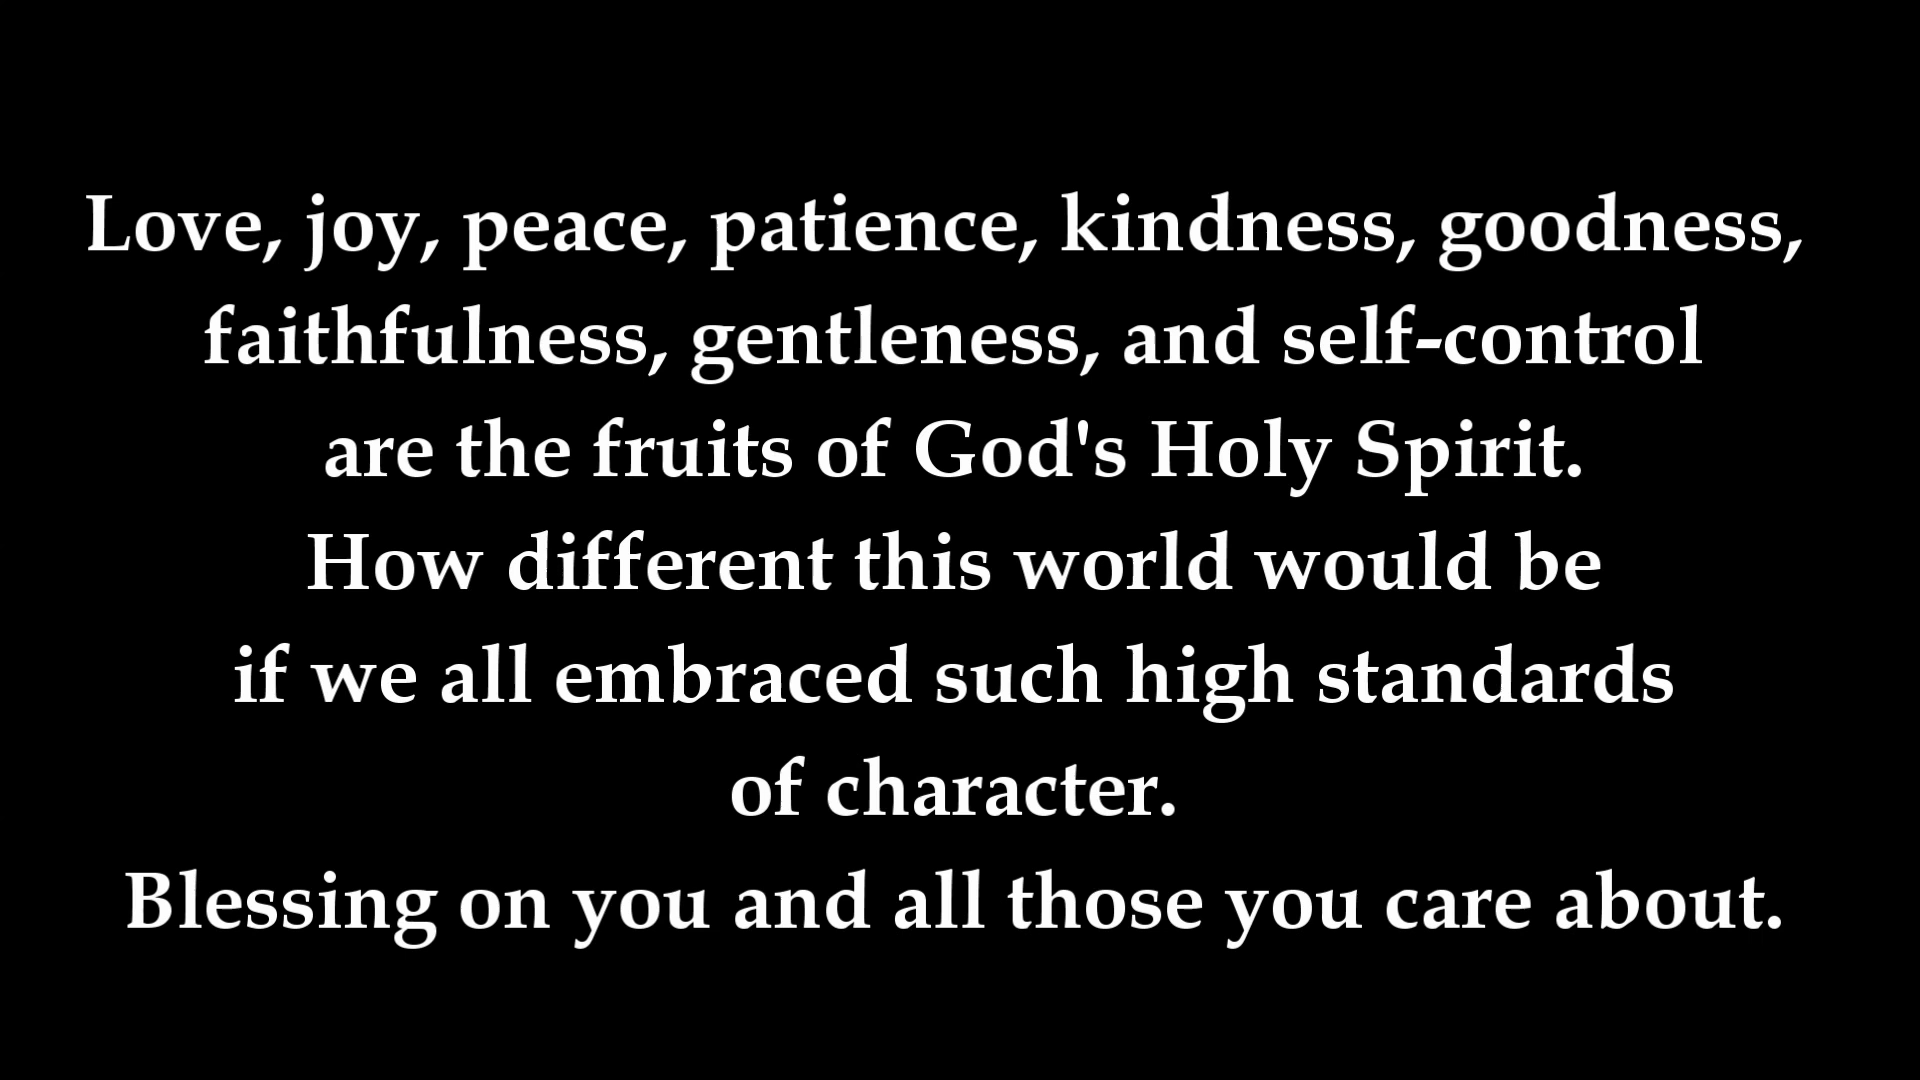 Love, joy, peace, patience, kindness, goodness,
faithfulness, gentleness, and self-control
are the fruits of God's Holy Spirit.
How different this world would be
if we all embraced such high standards
of character.
Blessing on you and all those you care about.